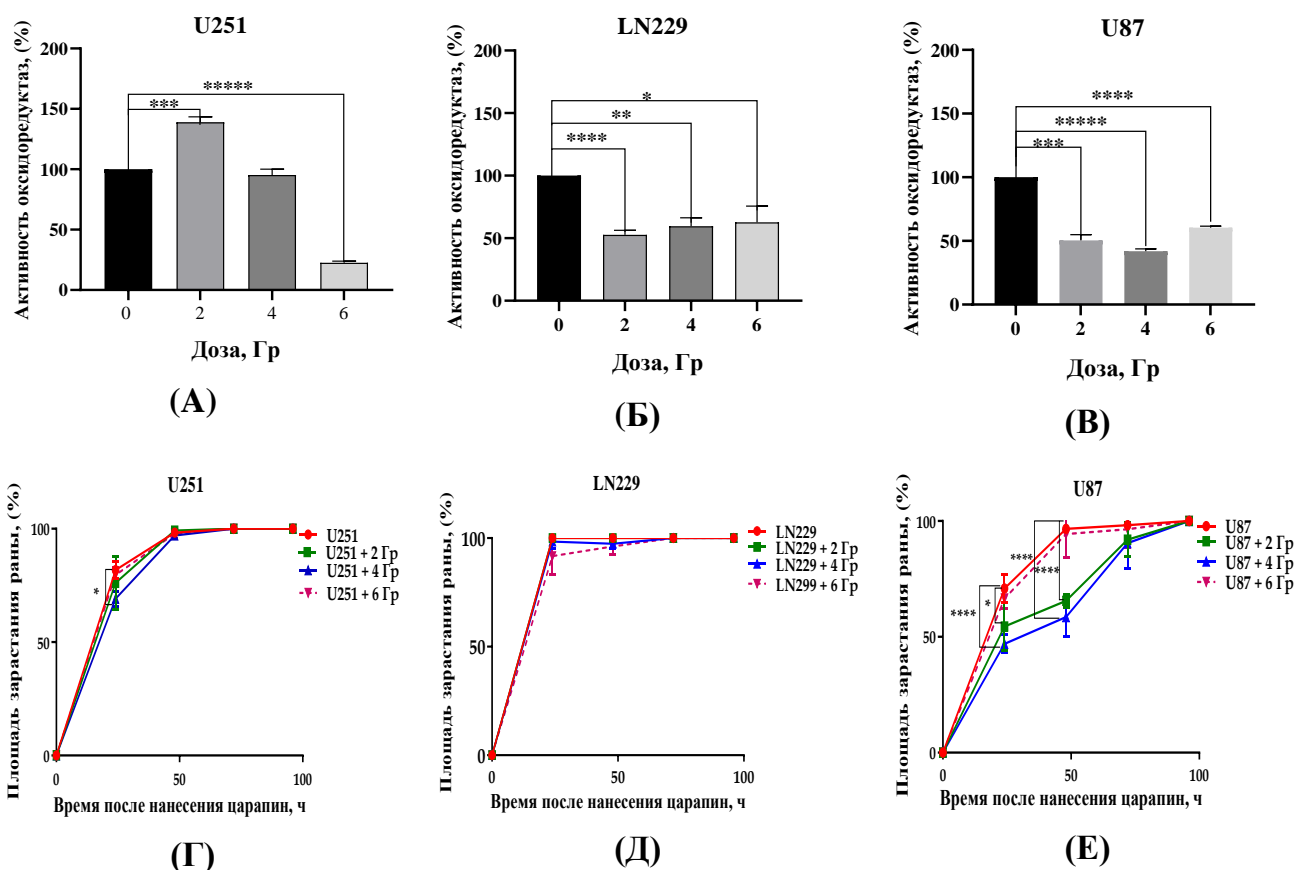 U251
Активность оксидоредуктаз, (%)
200
150
100
50
0
***
*****
0 2 4 6
Доза, Гр
(А)
LN229
Активность оксидоредуктаз, (%)
200
150
100
50
0
****
**
*
0 2 4 6
Доза, Гр
(Б)
U87
Активность оксидоредуктаз, (%)
200
150
100
50
0
***
*****
****
0 2 4 6
Доза, Гр
(В)
U251
Площадь зарастания раны, (%)
100
50
0
*
0 50 100
Время после нанесения царапин, ч
U251
U251 + 2 Гр
U251 + 4 Гр
U251 + 6 Гр
(Г)
LN229
Площадь зарастания раны, (%)
100
50
0
0 50 100
Время после нанесения царапин, ч
LN229
LN229 + 2 Гр
LN229 + 4 Гр
LN299 + 6 Гр
(Д)
U87
Площадь зарастания раны, (%)
100
50
0
****
*
****
****
0 50 100
Время после нанесения царапин, ч
U87
U87 + 2 Гр
U87 + 4 Гр
U87 + 6 Гр
(Е)